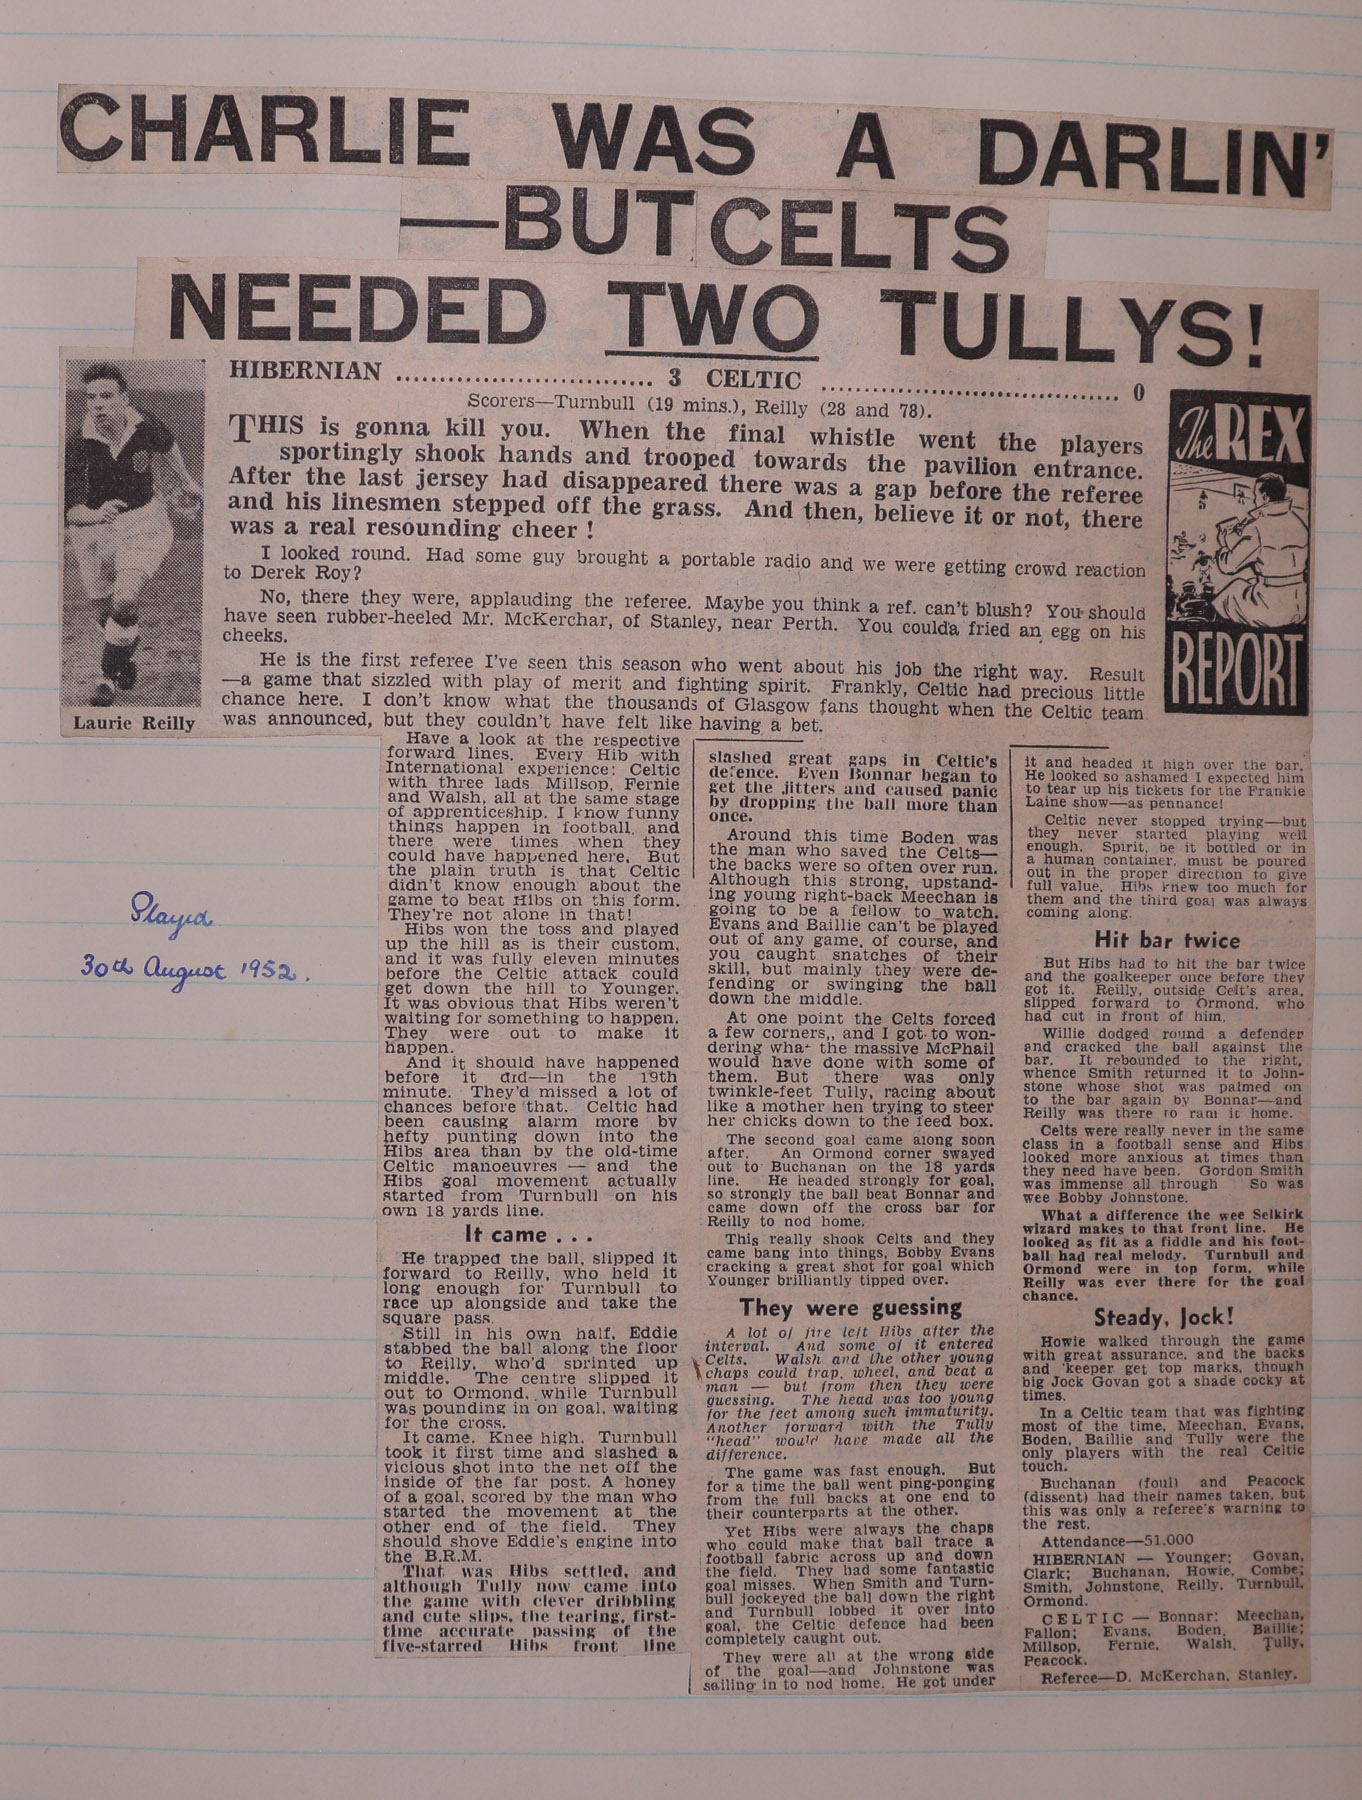 CHARLIE WAS A DARLIN'
—BUT CELTS
NEEDED TWO TULLYS!
HIBERNIAN ............................ 3 CELTIC .................................... 0
Scorers—Turnbull (19 mins.), Reilly (28 and 78).
THIS is gonna kill you. When the final whistle went the players
sportingly shook hands and trooped towards the pavilion entrance.
After the last jersey had disappeared there was a gap before the referee
and his linesmen stepped off the grass. And then, believe it or not, there
was a real resounding cheer !
I looked round. Had some guy brought a portable radio and we were getting crowd reaction
to Derek Roy?
No, there they were, applauding the referee. Maybe you think a ref. can't blush? You should
have seen rubber-heeled Mr. McKerchar, of Stanley, near Perth. You coulda fried an egg on his
cheeks.
He is the first referee I've seen this season who went about his job the right way. Result
—a game that sizzled with play of merit and fighting spirit. Frankly, Celtic had precious little
chance here. I don't know what the thousands of Glasgow fans thought when the Celtic team
was announced, but they couldn't have felt like having a bet.
The REX
REPORT
Laurie Reilly
Played
30th August 1952.
Have a look at the respective
forward lines. Every Hib with
International experience: Celtic
with three lads Millsop, Fernie
and Walsh, all at the same stage
of apprenticeship. I know funny
things happen in football, and
there were times when they
could have happened here. But
the plain truth is that Celtic
didn't know enough about the
game to beat Hibs on this form.
They're not alone in that!
Hibs won the toss and played
up the hill as is their custom,
and it was fully eleven minutes
before the Celtic attack could
get down the hill to Younger.
It was obvious that Hibs weren't
waiting for something to happen.
They were out to make it
happen.
And it should have happened
before it did—in the 19th
minute. They'd missed a lot of
chances before that. Celtic had
been causing alarm more by
hefty punting down into the
Hibs area than by the old-time
Celtic manoeuvres — and the
Hibs goal movement actually
started from Turnbull on his
own 18 yards line.
It came . . .
He trapped the ball, slipped it
forward to Reilly, who held it
long enough for Turnbull to
race up alongside and take the
square pass.
Still in his own half, Eddie
stabbed the ball along the floor
to Reilly, who'd sprinted up
middle. The centre slipped it
out to Ormond, while Turnbull
was pounding in on goal, waiting
for the cross.
It came. Knee high. Turnbull
took it first time and slashed a
vicious shot into the net off the
inside of the far post. A honey
of a goal, scored by the man who
started the movement at the
other end of the field. They
should shove Eddie's engine into
the B.R.M.
That was Hibs settled, and
although Tully now came into
the game with clever dribbling
and cute slips, the tearing, first-
time accurate passing of the
five-starred Hibs front line
slashed great gaps in Celtic's
defence. Even Bonnar began to
get the jitters and caused panic
by dropping the ball more than
once.
Around this time Boden was
the man who saved the Celts—
the backs were so often over run.
Although this strong, upstand-
ing young right-back Meechan is
going to be a fellow to watch.
Evans and Baillie can't be played
out of any game, of course, and
you caught snatches of their
skill, but mainly they were de-
fending or swinging the ball
down the middle.
At one point the Celts forced
a few corners,, and I got to won-
dering what the massive McPhail
would have done with some of
them. But there was only
twinkle-feet Tully, racing about
like a mother hen trying to steer
her chicks down to the feed box.
The second goal came along soon
after. An Ormond corner swayed
out to Buchanan on the 18 yards
line. He headed strongly for goal,
so strongly the ball beat Bonnar and
came down off the cross bar for
Reilly to nod home.
This really shook Celts and they
came bang into things, Bobby Evans
cracking a great shot for goal which
Younger brilliantly tipped over.
They were guessing
A lot of fire left Hibs after the
interval. And some of it entered
Celts. Walsh and the other young
chaps could trap, wheel, and beat a
man — but from then they were
guessing. The head was too young
for the feet among such immaturity.
Another forward with the Tully
"head" would have made all the
difference.
The game was fast enough. But
for a time the ball went ping-ponging
from the full backs at one end to
their counterparts at the other.
Yet Hibs were always the chaps
who could make that ball trace a
football fabric across up and down
the field. They had some fantastic
goal misses. When Smith and Turn-
bull jockeyed the ball down the right
and Turnbull lobbed it over into
goal, the Celtic defence had been
completely caught out.
They were all at the wrong side
of the goal—and Johnstone was
sailing in to nod home. He got under
it and headed it high over the bar.
He looked so ashamed I expected him
to tear up his tickets for the Frankie
Laine show—as pennance!
Celtic never stopped trying—but
they never started playing well
enough. Spirit, be it bottled or in
a human container, must be poured
out in the proper direction to give
full value. Hibs knew too much for
them and the third goal was always
coming along.
Hit bar twice
But Hibs had to hit the bar twice
and the goalkeeper once before they
got it. Reilly, outside Celt's area,
slipped forward to Ormond, who
had cut in front of him.
Willie dodged round a defender
and cracked the ball against the
bar. It rebounded to the right,
whence Smith returned it to John-
stone whose shot was palmed on
to the bar again by Bonnar—and
Reilly was there to ram it home.
Celts were really never in the same
class in a football sense and Hibs
looked more anxious at times than
they need have been. Gordon Smith
was immense all through So was
wee Bobby Johnstone.
What a difference the wee Selkirk
wizard makes to that front line. He
looked as fit as a fiddle and his foot-
ball had real melody. Turnbull and
Ormond were in top form, while
Reilly was ever there for the goal
chance.
Steady, Jock!
Howie walked through the game
with great assurance, and the backs
and 'keeper get top marks, though
big Jock Govan got a shade cocky at
times.
In a Celtic team that was fighting
most of the time, Meechan, Evans,
Boden, Baillie and Tully were the
only players with the real Celtic
touch.
Buchanan (foul) and Peacock
(dissent) had their names taken, but
this was only a referee's warning to
the rest.
Attendance—51,000
HIBERNIAN — Younger; Govan,
Clark; Buchanan, Howie, Combe;
Smith, Johnstone, Reilly, Turnbull,
Ormond.
CELTIC — Bonnar; Meechan,
Fallon; Evans, Boden, Baillie;
Millsop, Fernie, Walsh, Tully,
Peacock.
Referee—D. McKerchan, Stanley.